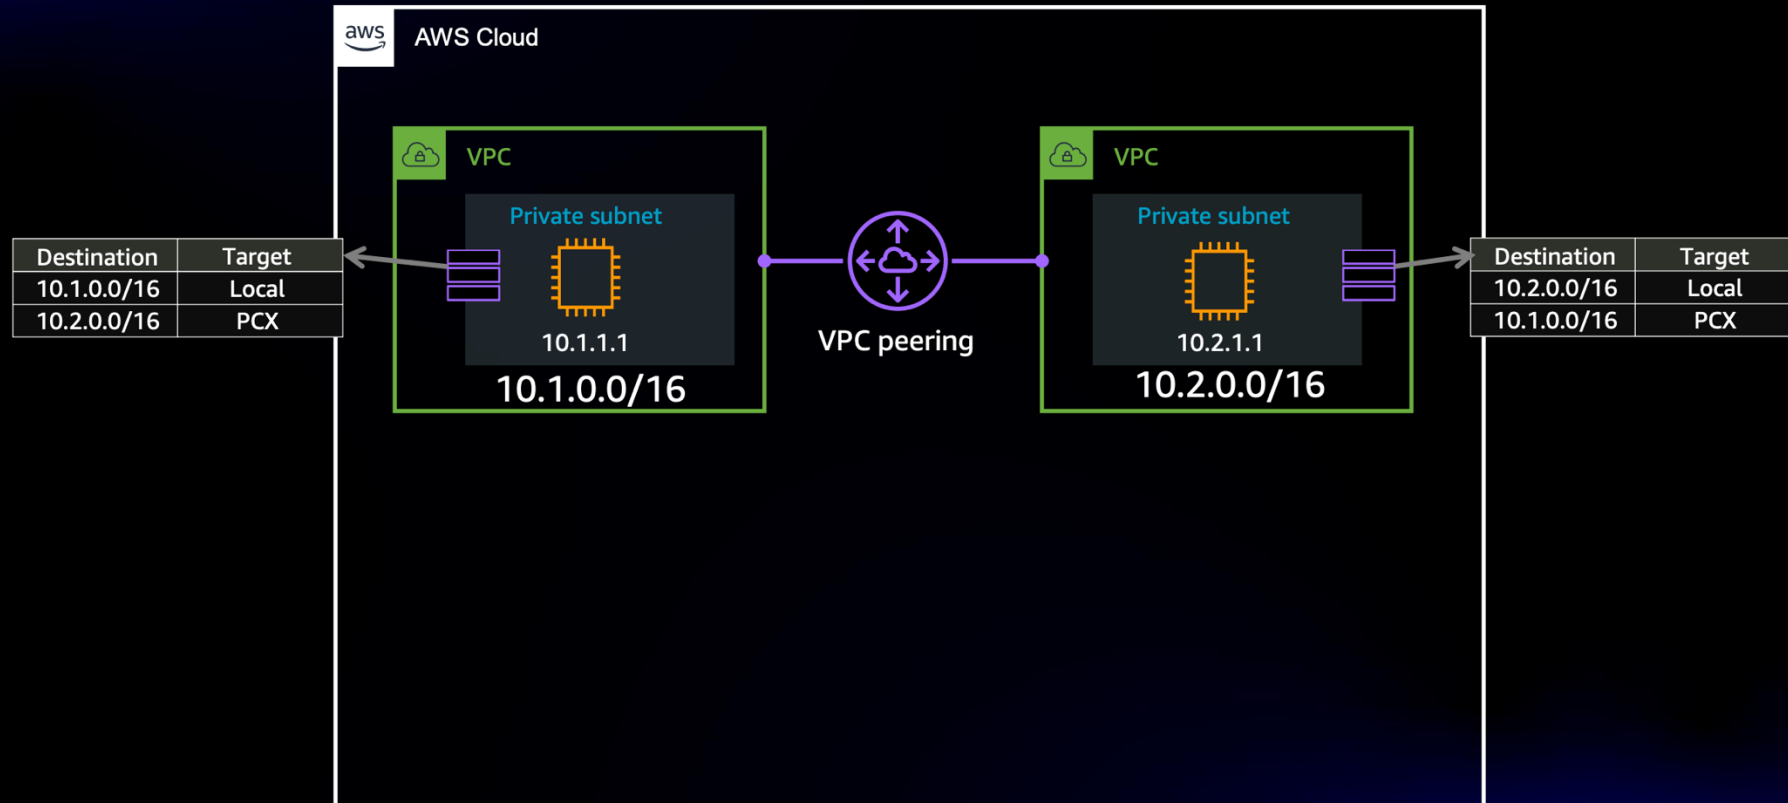 aws
AWS Cloud
VPC
VPC
Private subnet
Private subnet
Destination Target
10.1.0.0/16 Local
10.2.0.0/16 PCX
Destination Target
10.2.0.0/16 Local
10.1.0.0/16 PCX
10.1.1.1
VPC peering
10.2.1.1
10.1.0.0/16
10.2.0.0/16